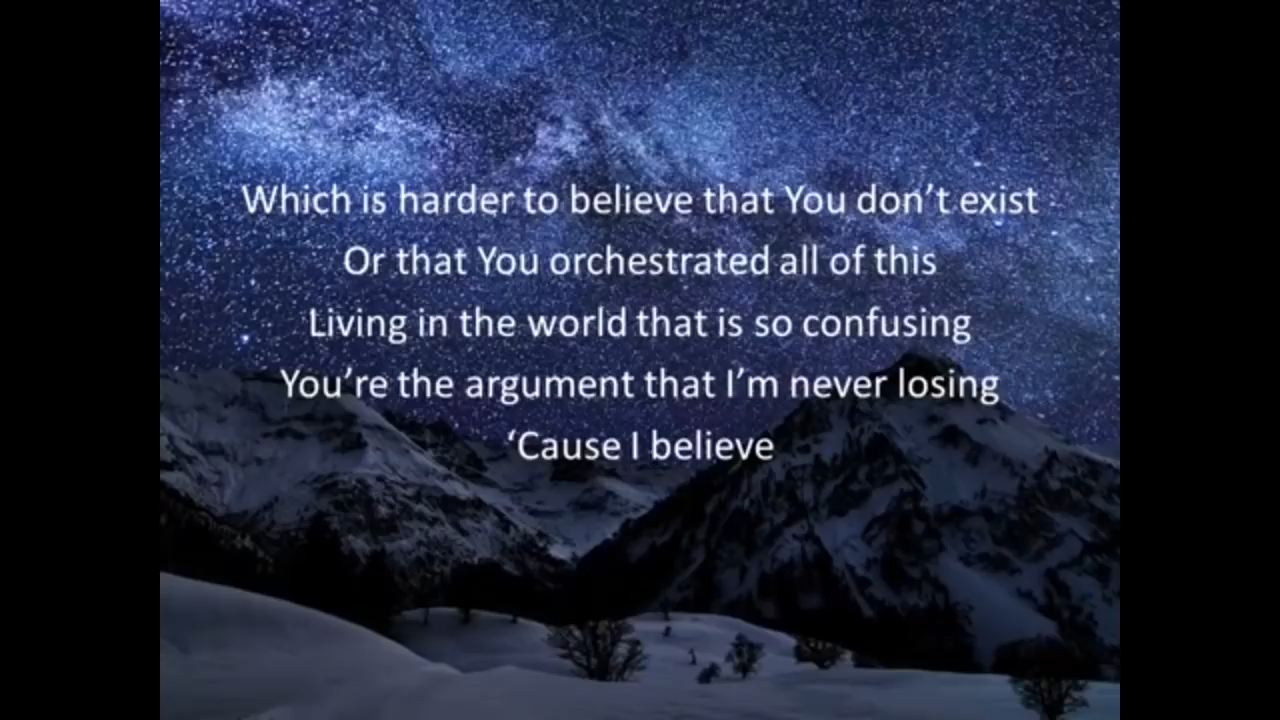 Which is harder to believe that You don’t exist
Or that You orchestrated all of this
Living in the world that is so confusing
You’re the argument that I’m never losing
‘Cause I believe